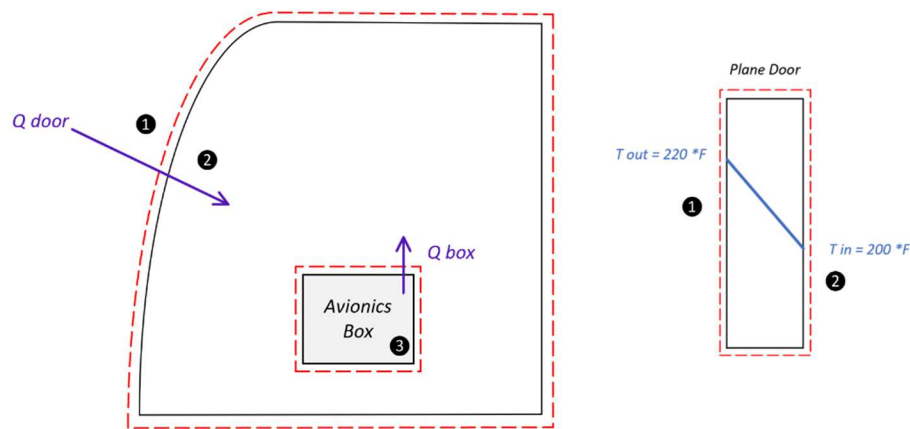 Plane Door
Q door
1
2
T out = 220 *F
1
T in = 200 *F
2
Q box
Avionics
Box
3